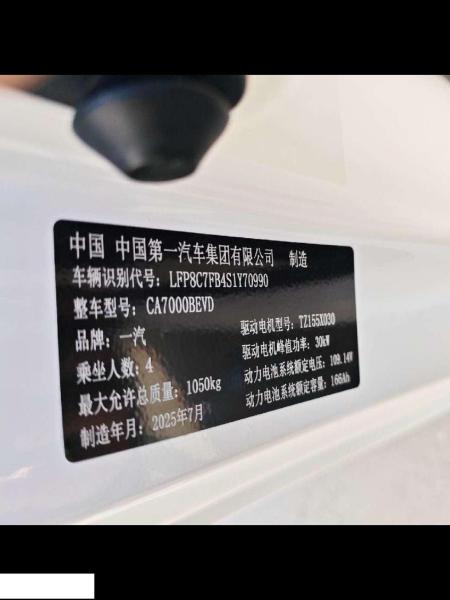 中国 中国第一汽车集团有限公司 制造
车辆识别代号: LFP8C7FB4S1Y70990
整车型号: CA7000BEVD
品牌: 一汽
驱动电机型号: TZ155X030
乘坐人数: 4
驱动电机峰值功率: 30kW
最大允许总质量: 1050kg
动力电池系统额定电压: 109.14V
制造年月: 2025年7月
动力电池系统额定容量: 166Ah